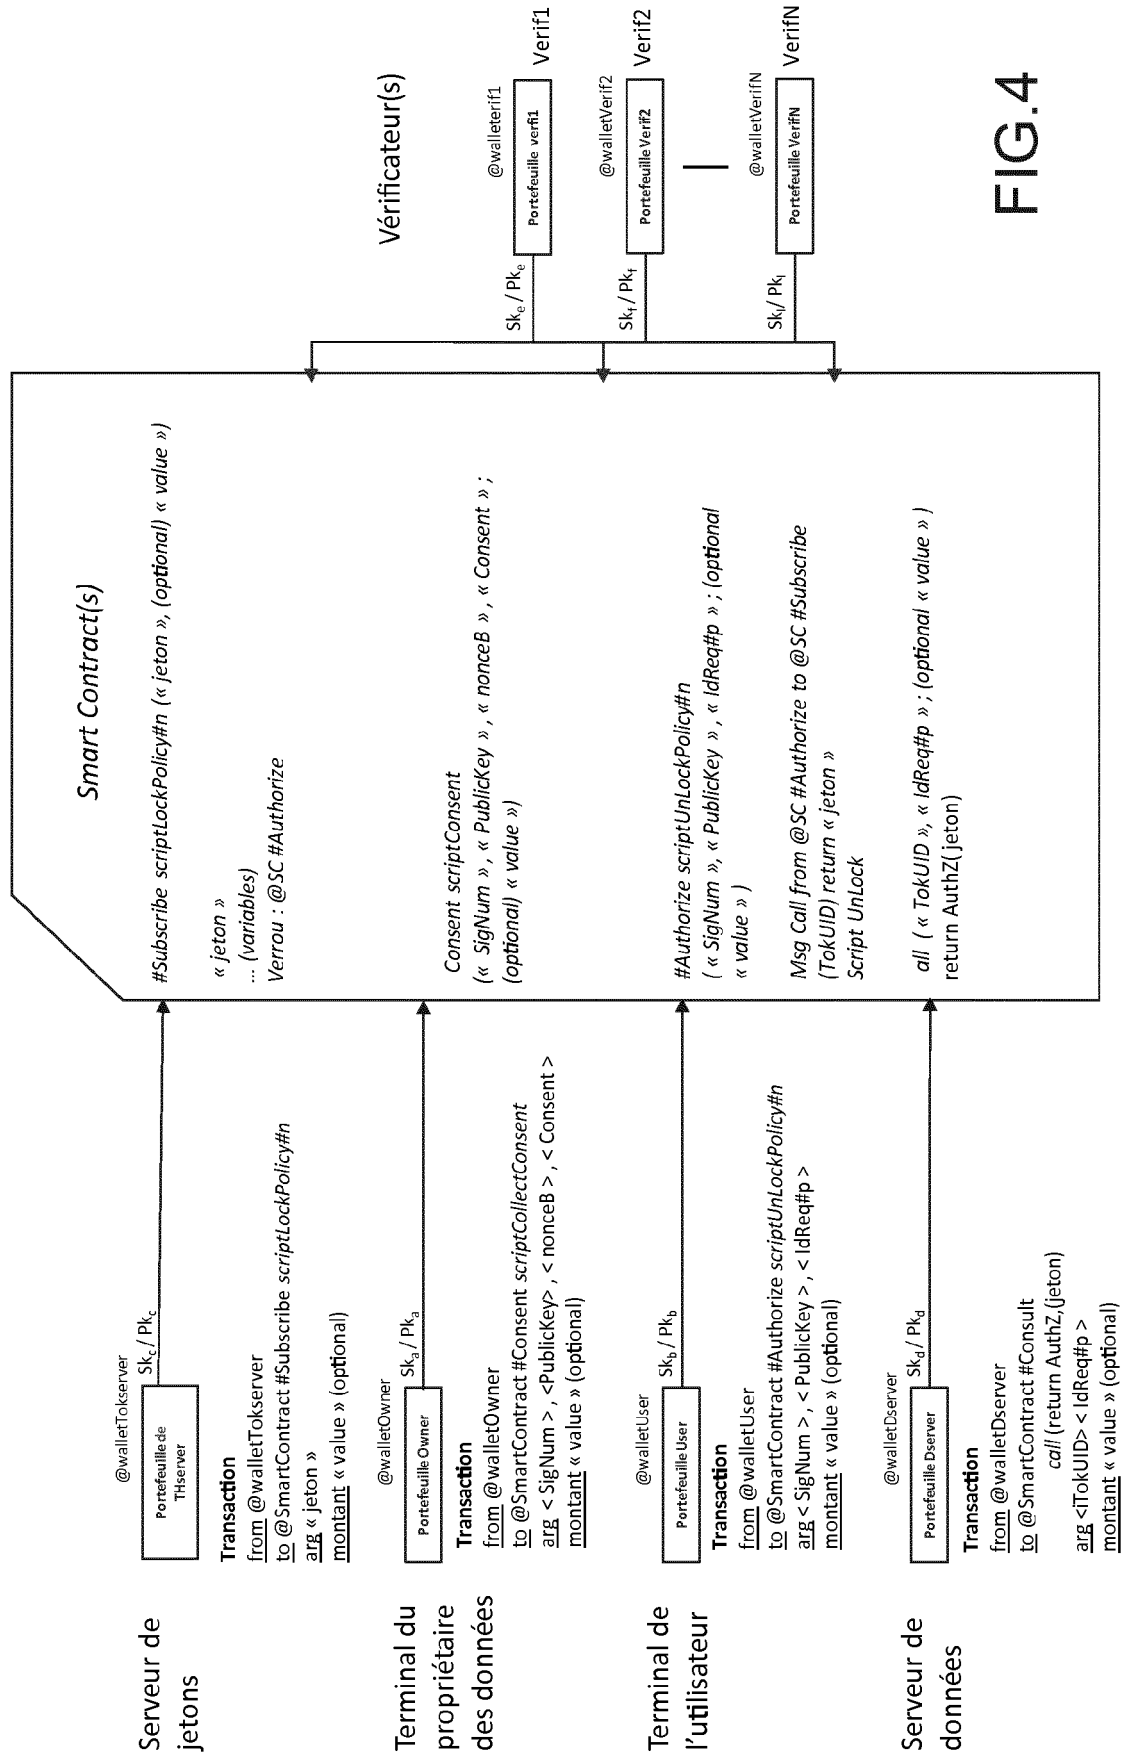 Smart Contract(s)
Vérificateur(s)
Serveur de
jetons
@walletTokserver
Portefeuille de
THserver
Skc / Pkc
Transaction
from @walletTokserver
to @SmartContract #Subscribe scriptLockPolicy#n
arg « jeton »
montant « value » (optional)
#Subscribe scriptLockPolicy#n (« jeton », (optional) « value »)
« jeton »
... (variables)
Verrou : @SC #Authorize
Terminal du
propriétaire
des données
@walletOwner
Portefeuille Owner
Ska / Pka
Transaction
from @walletOwner
to @SmartContract #Consent scriptCollectConsent
arg < SigNum >, <PublicKey>, < nonceB > , < Consent >
montant « value » (optional)
Consent scriptConsent
(« SigNum », « PublicKey » , « nonceB » , « Consent » ;
(optional) « value »)
Terminal de
l'utilisateur
@walletUser
Portefeuille User
Skb / Pkb
Transaction
from @walletUser
to @SmartContract #Authorize scriptUnLockPolicy#n
arg < SigNum > , < PublicKey > , < IdReq#p >
montant « value » (optional)
#Authorize scriptUnLockPolicy#n
( « SigNum », « PublicKey » , « IdReq#p » ; (optional
« value » )
Msg Call from @SC #Authorize to @SC #Subscribe
(TokUID) return « jeton »
Script UnLock
Serveur de
données
@walletDserver
Portefeuille Dserver
Skd / Pkd
Transaction
from @walletDserver
to @SmartContract #Consult
call (return AuthZ,(jeton)
arg <iTokUID> < IdReq#p >
montant « value » (optional)
all ( « TokUID », « IdReq#p » ; (optional « value » )
return AuthZ(jeton)
@walleterif1
Portefeuille verfi1
Verif1
Ske / Pke
@walletVerif2
Portefeuille Verif2
Verif2
Skf / Pkf
@walletVerifN
Portefeuille VerifN
VerifN
Skl/ Pkl
FIG.4